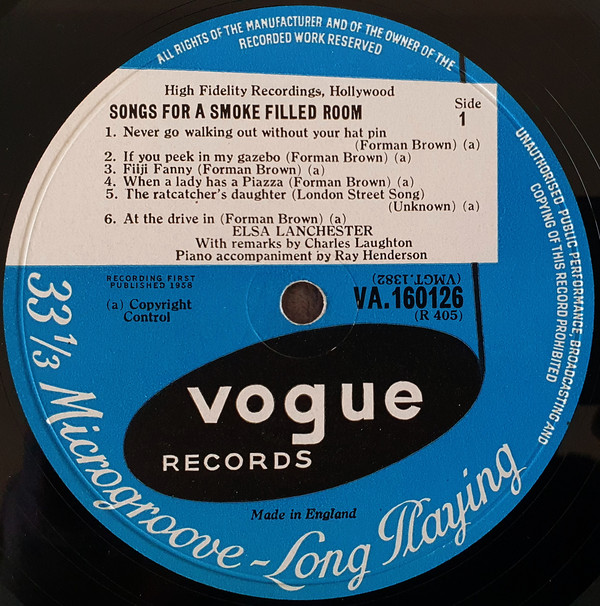 ALL RIGHTS OF THE MANUFACTURER AND OF THE OWNER OF THE
RECORDED WORK RESERVED
High Fidelity Recordings, Hollywood
SONGS FOR A SMOKE FILLED ROOM
Side
1
1. Never go walking out without your hat pin
(Forman Brown) (a)
2. If you peek in my gazebo (Forman Brown) (a)
3. Fiiji Fanny (Forman Brown) (a)
4. When a lady has a Piazza (Forman Brown) (a)
5. The ratcatcher's daughter (London Street Song)
(Unknown) (a)
6. At the drive in (Forman Brown) (a)
ELSA LANCHESTER
With remarks by Charles Laughton
Piano accompaniment by Ray Henderson
RECORDING FIRST
PUBLISHED 1958
(a) Copyright
Control
(VMGT.1382)
VA.160126
(R 405)
UNAUTHORISED PUBLIC PERFORMANCE, BROADCASTING AND
COPYING OF THIS RECORD PROHIBITED
vogue
RECORDS
Made in England
33 1/3 Microgroove - Long Playing